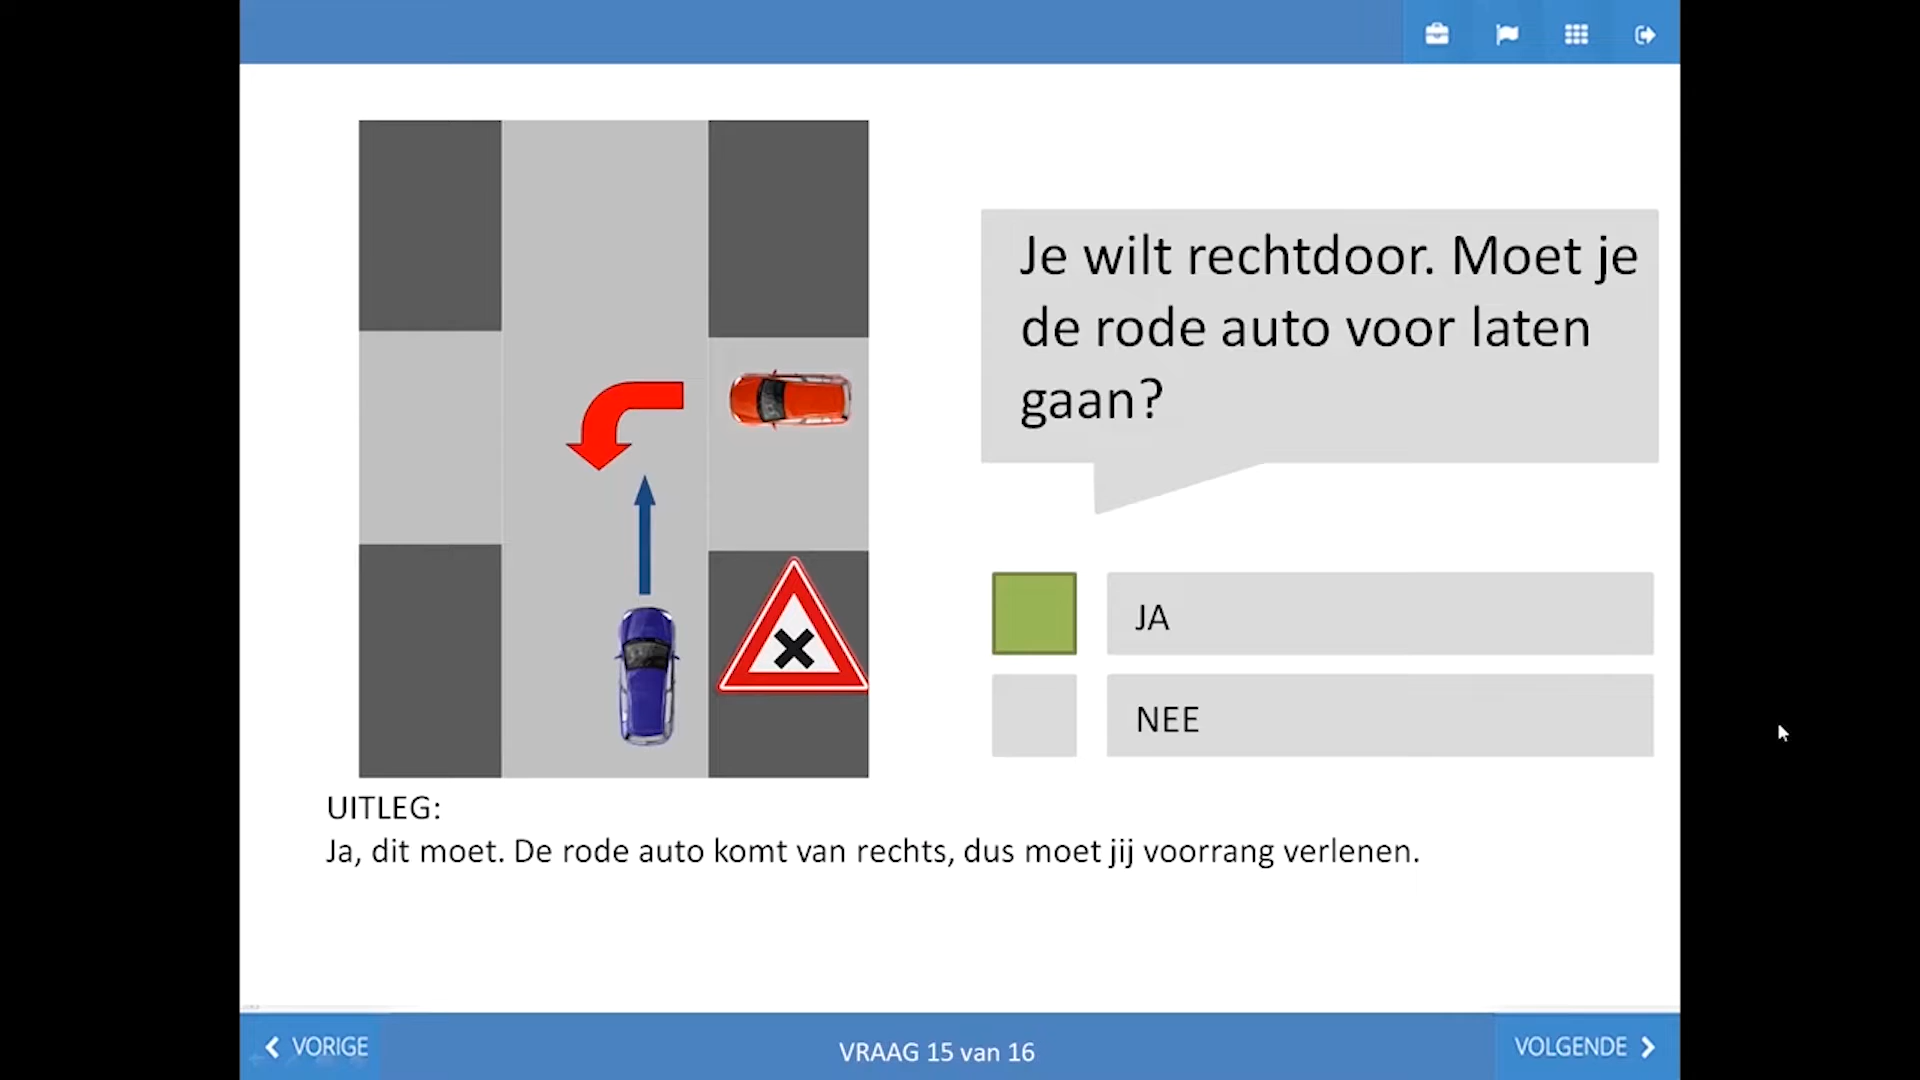 Je wilt rechtdoor. Moet je
de rode auto voor laten
gaan?
JA
NEE
UITLEG:
Ja, dit moet. De rode auto komt van rechts, dus moet jij voorrang verlenen.
VORIGE
VRAAG 15 van 16
VOLGENDE